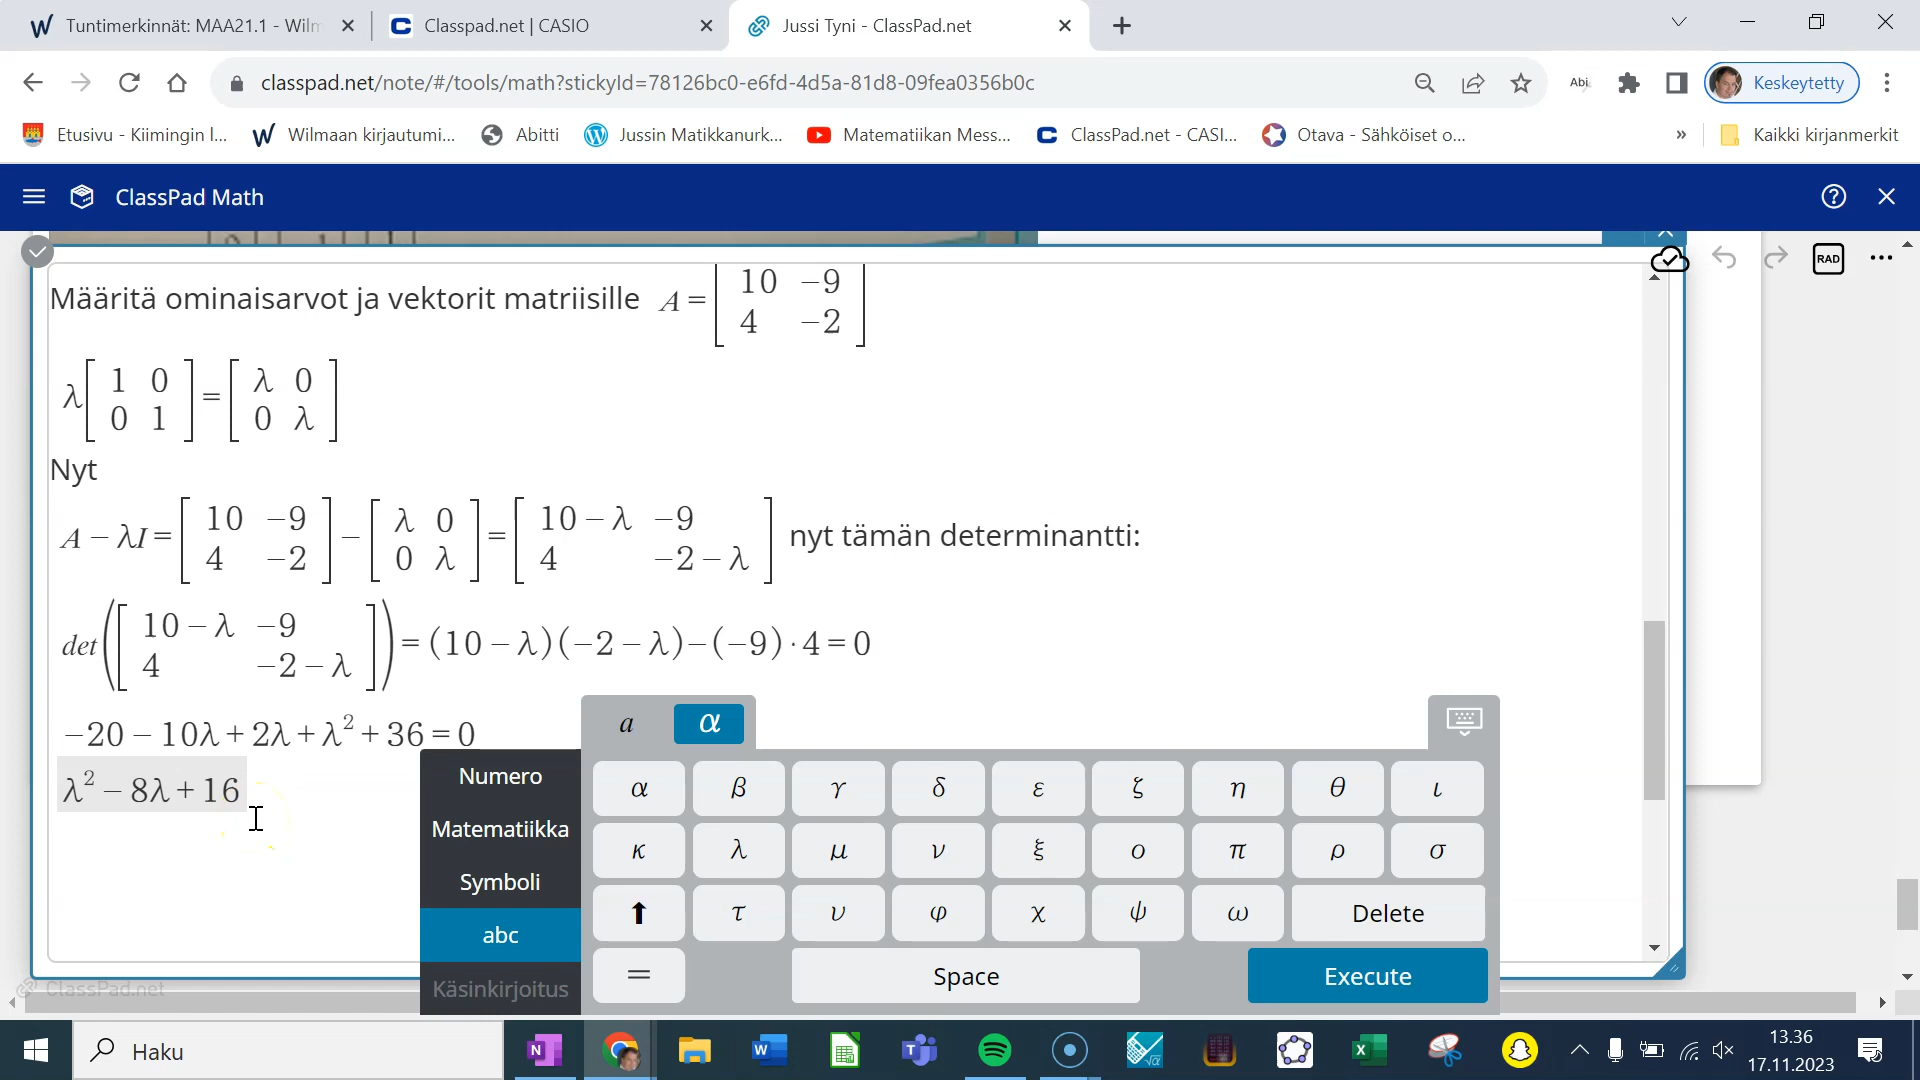 Tuntimerkinnät: MAA21.1 - Wilm
Classpad.net | CASIO
Jussi Tyni - ClassPad.net
classpad.net/note/#/tools/math?stickyId=78126bc0-e6fd-4d5a-81d8-09fea0356b0c
Abi
Keskeytetty
Etusivu - Kiimingin l...
Wilmaan kirjautumi...
Abitti
Jussin Matikkanurk...
Matematiikan Mess...
ClassPad.net - CASI...
Otava - Sähköiset o...
»
Kaikki kirjanmerkit
ClassPad Math
RAD
Määritä ominaisarvot ja vektorit matriisille A = [ 10 −9
4 −2 ]
λ [ 1 0
0 1 ] = [ λ 0
0 λ ]
Nyt
A − λI = [ 10 −9
4 −2 ] − [ λ 0
0 λ ] = [ 10 − λ −9
4 −2 − λ ] nyt tämän determinantti:
det ( [ 10 − λ −9
4 −2 − λ ] ) = (10 − λ)(−2 − λ)−(−9) · 4 = 0
−20 − 10λ + 2λ + λ² + 36 = 0
λ² − 8λ + 16
a α
Numero
Matematiikka
Symboli
abc
Käsinkirjoitus
α β γ δ ε ζ η θ ι
κ λ μ ν ξ ο π ρ σ
τ υ φ χ ψ ω Delete
= Space Execute
ClassPad.net
Haku
13.36
17.11.2023